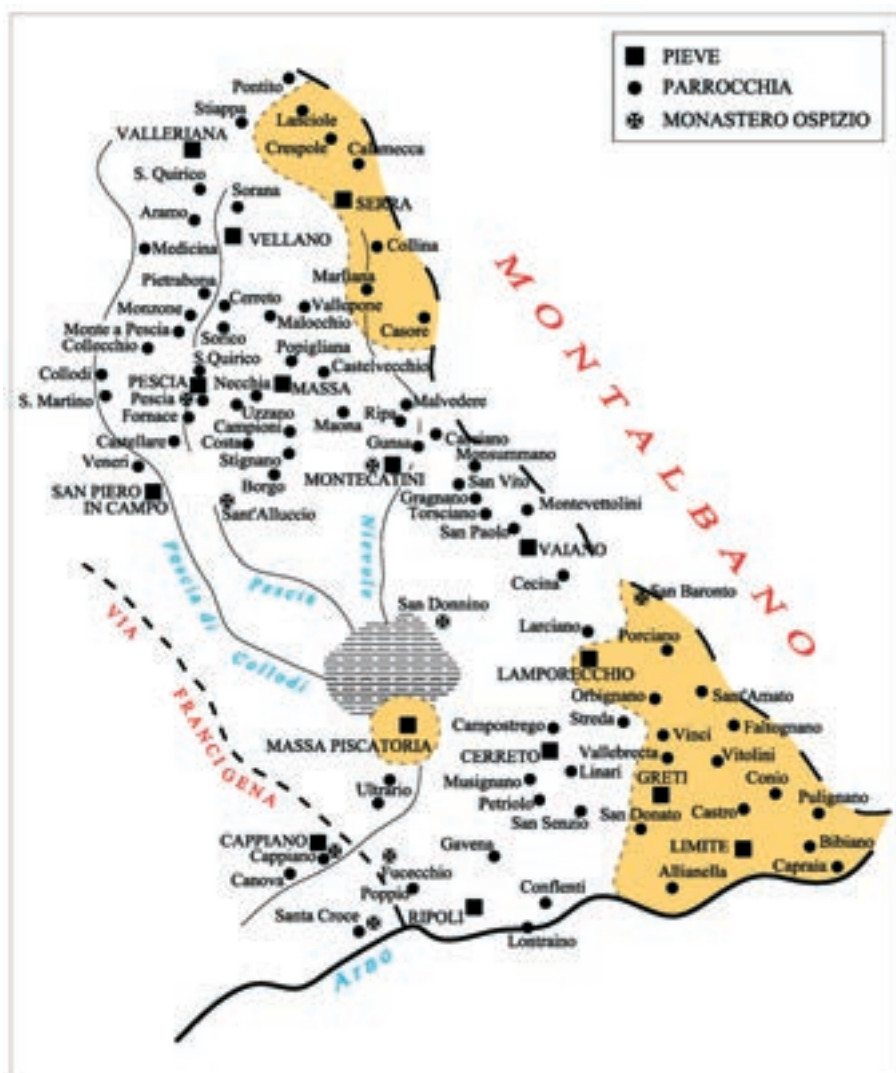 PIEVE
PARROCCHIA
MONASTERO OSPIZIO
Pontito
Stiappa
Lanciole
VALLERIANA
Crespole
Calamecca
S. Quirico
Sorana
SERRA
Aramo
VELLANO
Medicina
Collina
Pietrabona
Marliana
Cerreto
Vallepone
Monzone
Malocchio
Monte a Pescia
Sorico
Casore
Collecchio
Popigliana
S.Quirico
Castelvecchio
Collodi
PESCIA
Necchia
MASSA
S. Martino
Pescia
Uzzano
Malvedere
Fornace
Campioni
Maona
Ripa
Castellare
Costa
Gunsa
Cassiano
Veneri
Stignano
Monsummano
SAN PIERO
IN CAMPO
Borgo
MONTECATINI
San Vito
Sant'Alluccio
Gragnano
Montevettolini
Torsciano
San Paolo
VAIANO
MONTALBANO
Nievole
Pescia di
Collodi
Pescia
Cecina
San Donnino
San Baronto
VIA
FRANCIGENA
Larciano
Porciano
LAMPORECCHIO
Orbignano
Sant'Amato
Campostrego
Streda
Vinci
Faltognano
MASSA PISCATORIA
CERRETO
Vallebrecta
Vitolini
Linari
GRETI
Ultrario
Musignano
Conio
Petriolo
Castro
Pulignano
San Senzio
San Donato
CAPPIANO
Cappiano
Gavena
LIMITE
Bibiano
Canova
Fucecchio
Allianella
Capraia
Poppio
Conflenti
Santa Croce
RIPOLI
Lontraino
Arno